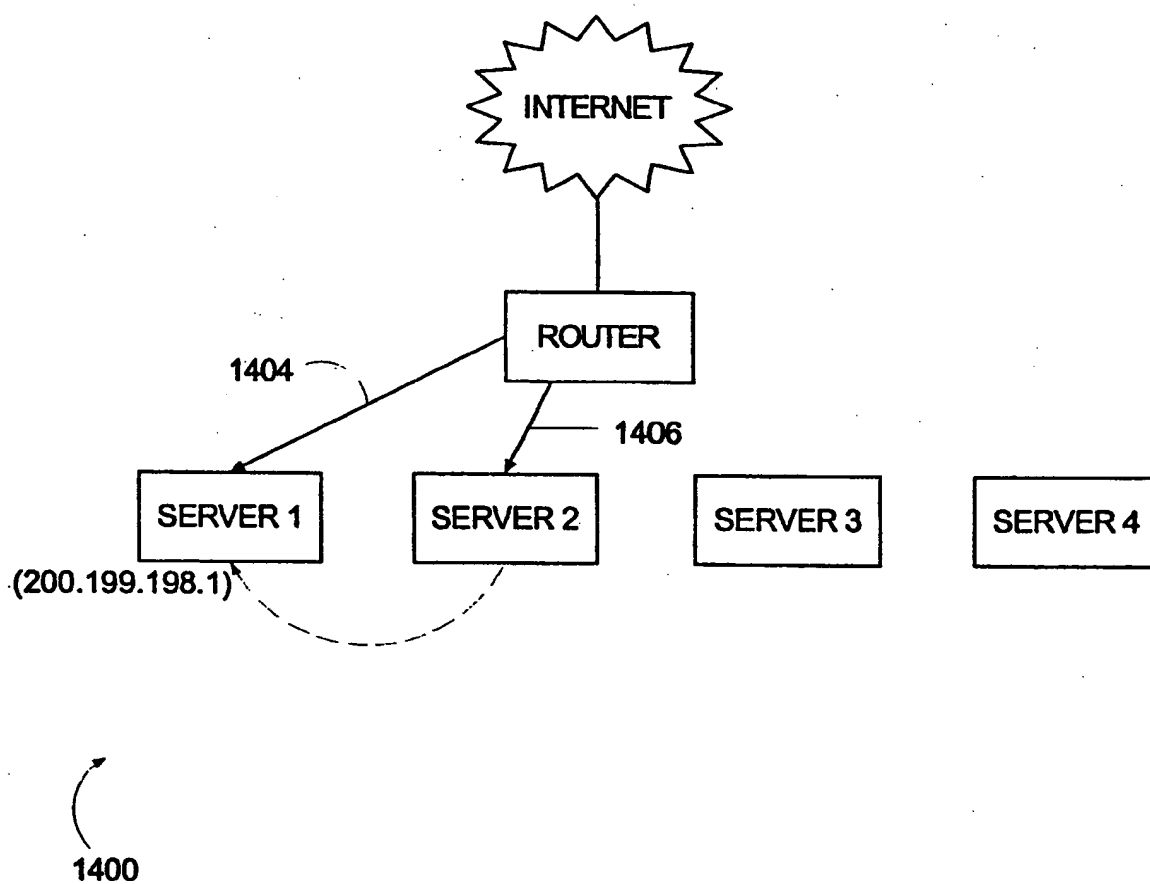 INTERNET
ROUTER
1404
1406
SERVER 1
SERVER 2
SERVER 3
SERVER 4
(200.199.198.1)
1400